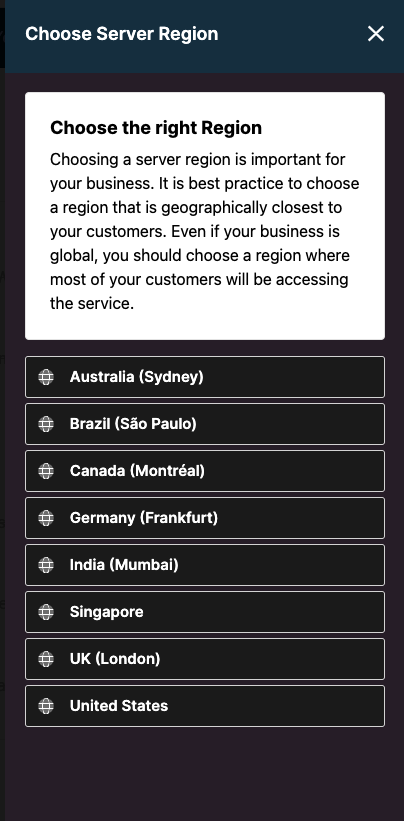 Choose Server Region
Choose the right Region
Choosing a server region is important for
your business. It is best practice to choose
a region that is geographically closest to
your customers. Even if your business is
global, you should choose a region where
most of your customers will be accessing
the service.
Australia (Sydney)
Brazil (São Paulo)
Canada (Montréal)
Germany (Frankfurt)
India (Mumbai)
Singapore
UK (London)
United States